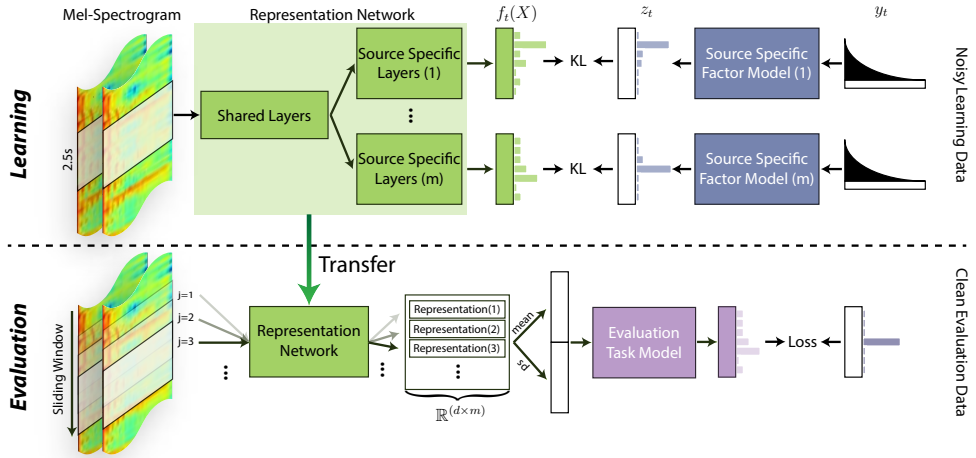 Mel-Spectrogram
Representation Network
f_t(X)
z_t
y_t
Learning
2.5s
Shared Layers
Source Specific
Layers (1)
⋮
Source Specific
Layers (m)
KL
KL
Source Specific
Factor Model (1)
⋮
Source Specific
Factor Model (m)
Noisy Learning Data
Transfer
Evaluation
Sliding Window
j=1
j=2
j=3
⋮
Representation
Network
⋮
Representation(1)
Representation(2)
Representation(3)
⋮
ℝ^(d×m)
mean
sd
Evaluation
Task Model
Loss
Clean Evaluation Data